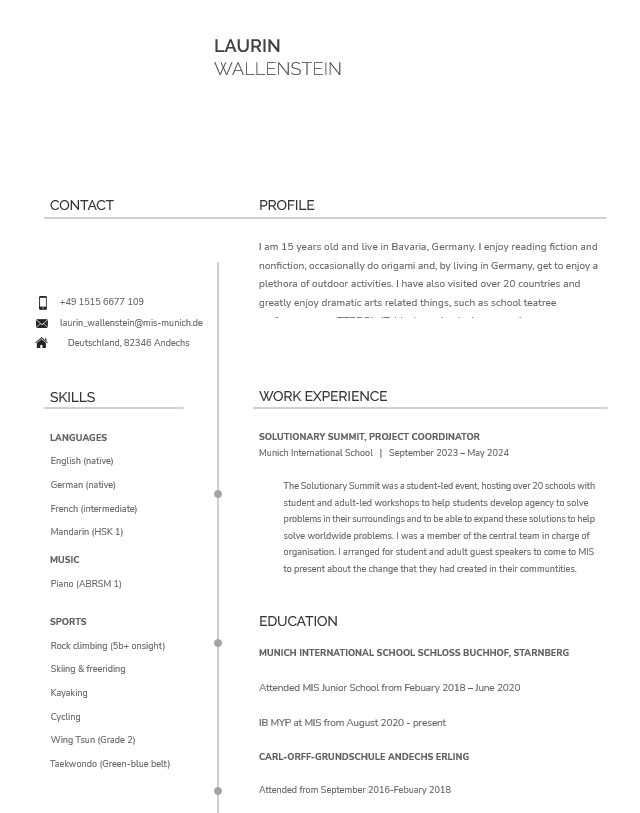 LAURIN
WALLENSTEIN
CONTACT
+49 1515 6677 109
laurin_wallenstein@mis-munich.de
Deutschland, 82346 Andechs
SKILLS
LANGUAGES
English (native)
German (native)
French (intermediate)
Mandarin (HSK 1)
MUSIC
Piano (ABRSM 1)
SPORTS
Rock climbing (5b+ onsight)
Skiing & freeriding
Kayaking
Cycling
Wing Tsun (Grade 2)
Taekwondo (Green-blue belt)
PROFILE
I am 15 years old and live in Bavaria, Germany. I enjoy reading fiction and
nonfiction, occasionally do origami and, by living in Germany, get to enjoy a
plethora of outdoor activities. I have also visited over 20 countries and
greatly enjoy dramatic arts related things, such as school teatree
WORK EXPERIENCE
SOLUTIONARY SUMMIT, PROJECT COORDINATOR
Munich International School | September 2023 – May 2024
The Solutionary Summit was a student-led event, hosting over 20 schools with
student and adult-led workshops to help students develop agency to solve
problems in their surroundings and to be able to expand these solutions to help
solve worldwide problems. I was a member of the central team in charge of
organisation. I arranged for student and adult guest speakers to come to MIS
to present about the change that they had created in their communtities.
EDUCATION
MUNICH INTERNATIONAL SCHOOL SCHLOSS BUCHHOF, STARNBERG
Attended MIS Junior School from Febuary 2018 – June 2020
IB MYP at MIS from August 2020 - present
CARL-ORFF-GRUNDSCHULE ANDECHS ERLING
Attended from September 2016-Febuary 2018